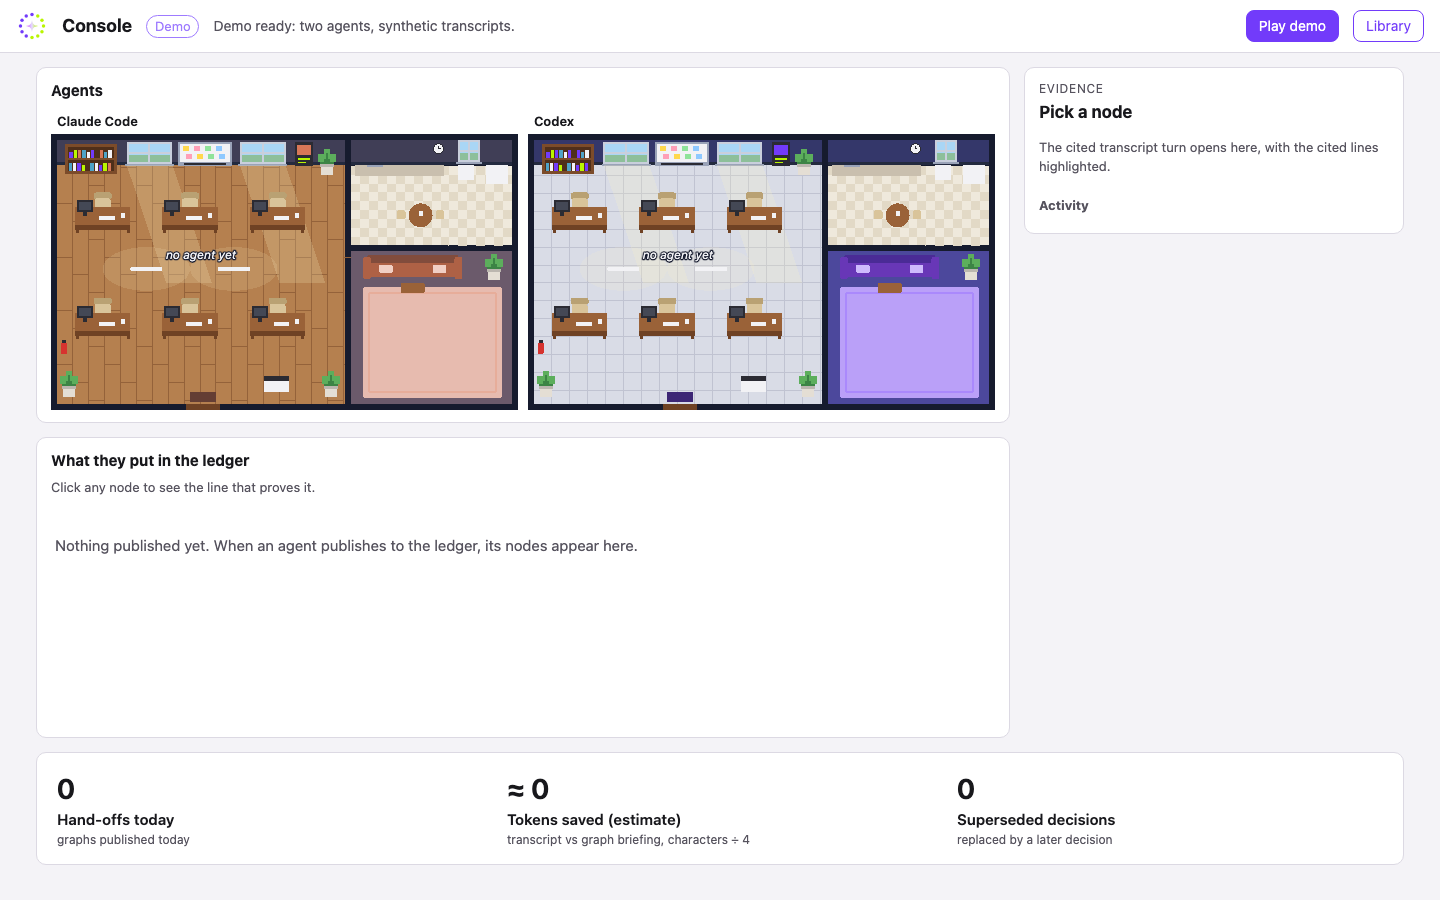 Console
Demo
Demo ready: two agents, synthetic transcripts.
Play demo
Library
Agents
Claude Code
Codex
no agent yet
no agent yet
EVIDENCE
Pick a node
The cited transcript turn opens here, with the cited lines
highlighted.
Activity
What they put in the ledger
Click any node to see the line that proves it.
Nothing published yet. When an agent publishes to the ledger, its nodes appear here.
0
Hand-offs today
graphs published today
≈ 0
Tokens saved (estimate)
transcript vs graph briefing, characters ÷ 4
0
Superseded decisions
replaced by a later decision